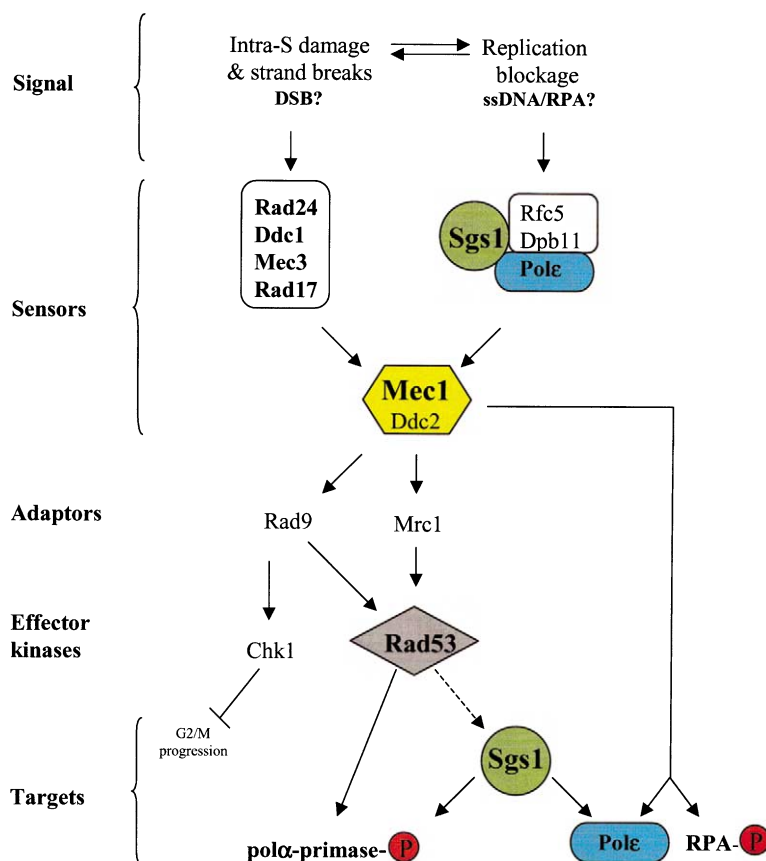 Signal
Intra-S damage
& strand breaks
DSB?
Replication
blockage
ssDNA/RPA?
Sensors
Rad24
Ddc1
Mec3
Rad17
Sgs1
Rfc5
Dpb11
Polε
Mec1
Ddc2
Adaptors
Rad9
Mrc1
Effector
kinases
Chk1
Rad53
G2/M
progression
Targets
Sgs1
polα-primase-P
Polε
RPA-P